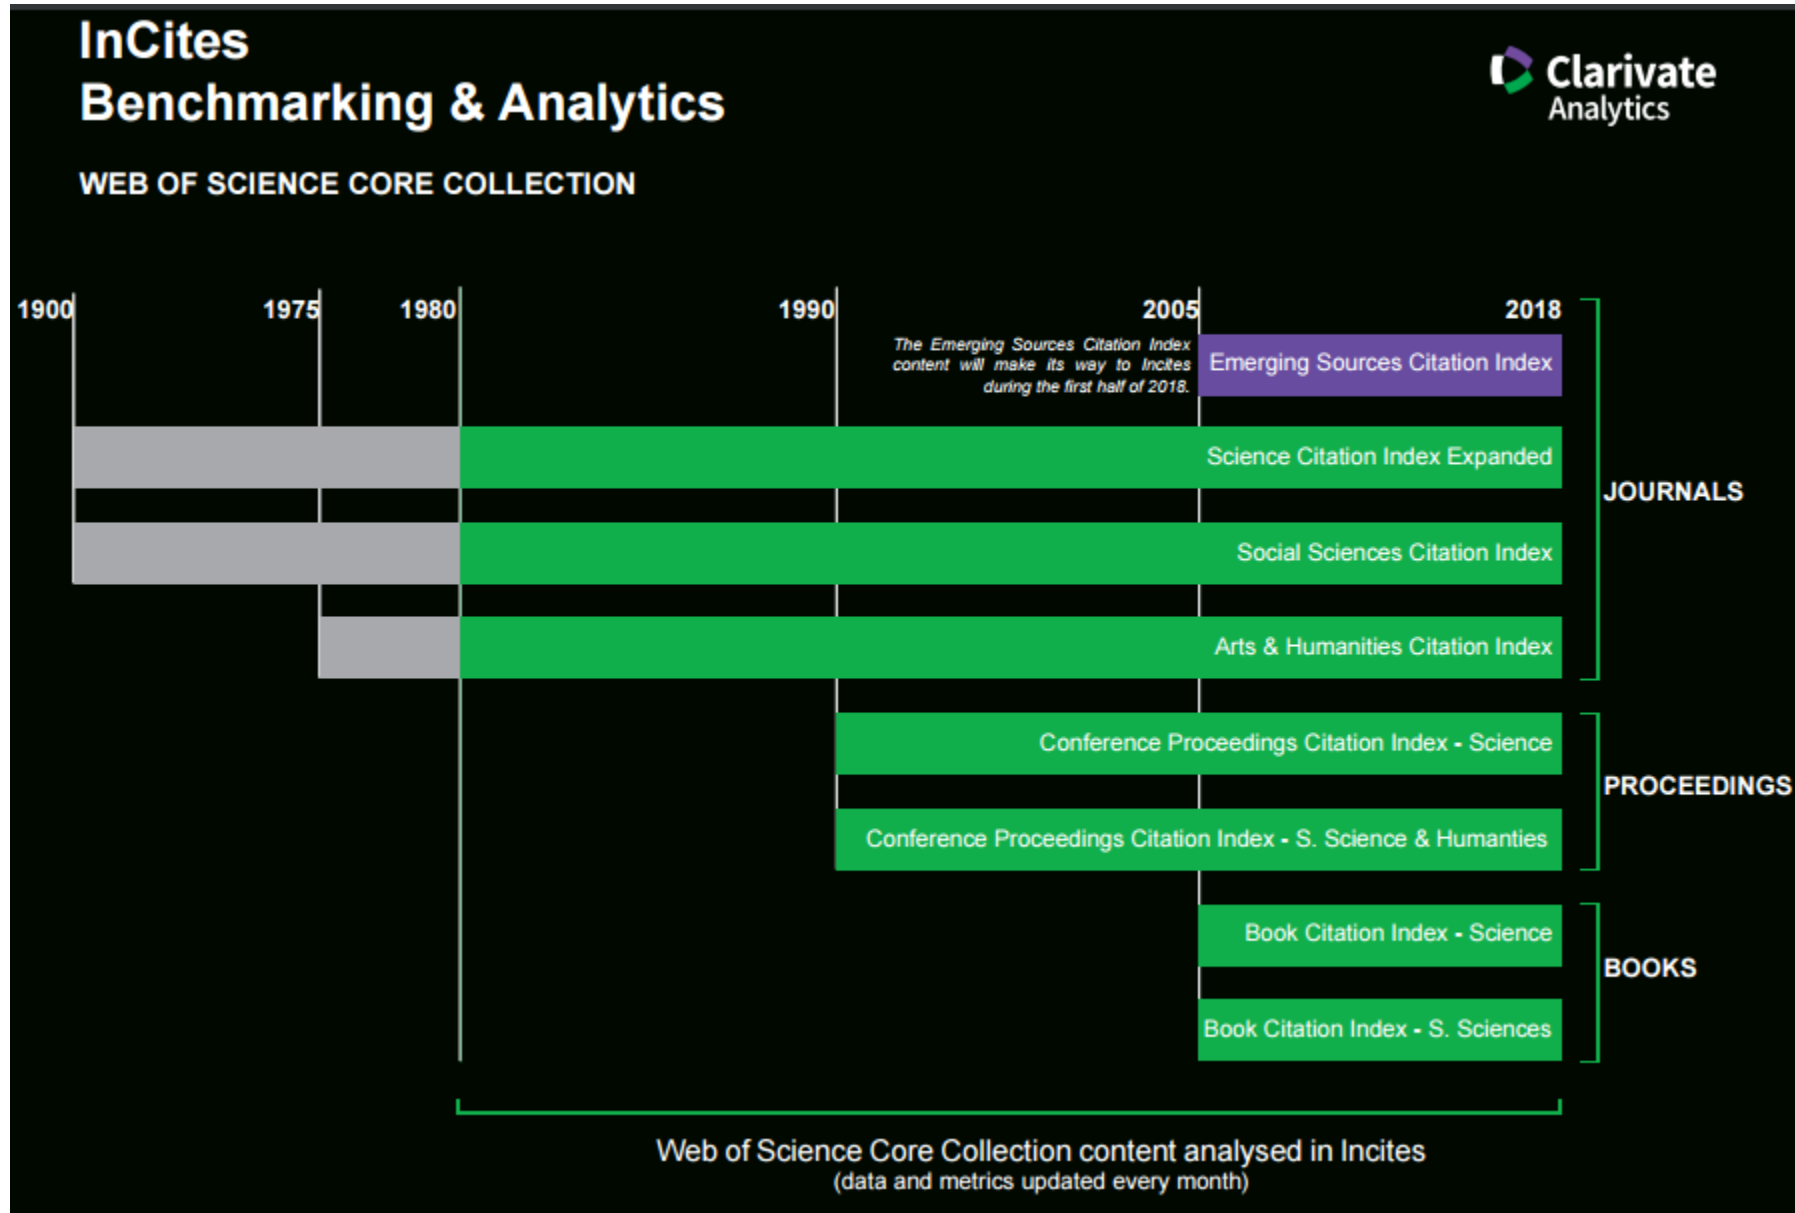 InCites
Benchmarking & Analytics
Clarivate
Analytics
WEB OF SCIENCE CORE COLLECTION
1900
1975
1980
1990
2005
2018
The Emerging Sources Citation Index
content will make its way to Incites
during the first half of 2018.
Emerging Sources Citation Index
Science Citation Index Expanded
JOURNALS
Social Sciences Citation Index
Arts & Humanities Citation Index
Conference Proceedings Citation Index - Science
PROCEEDINGS
Conference Proceedings Citation Index - S. Science & Humanties
Book Citation Index - Science
BOOKS
Book Citation Index - S. Sciences
Web of Science Core Collection content analysed in Incites
(data and metrics updated every month)